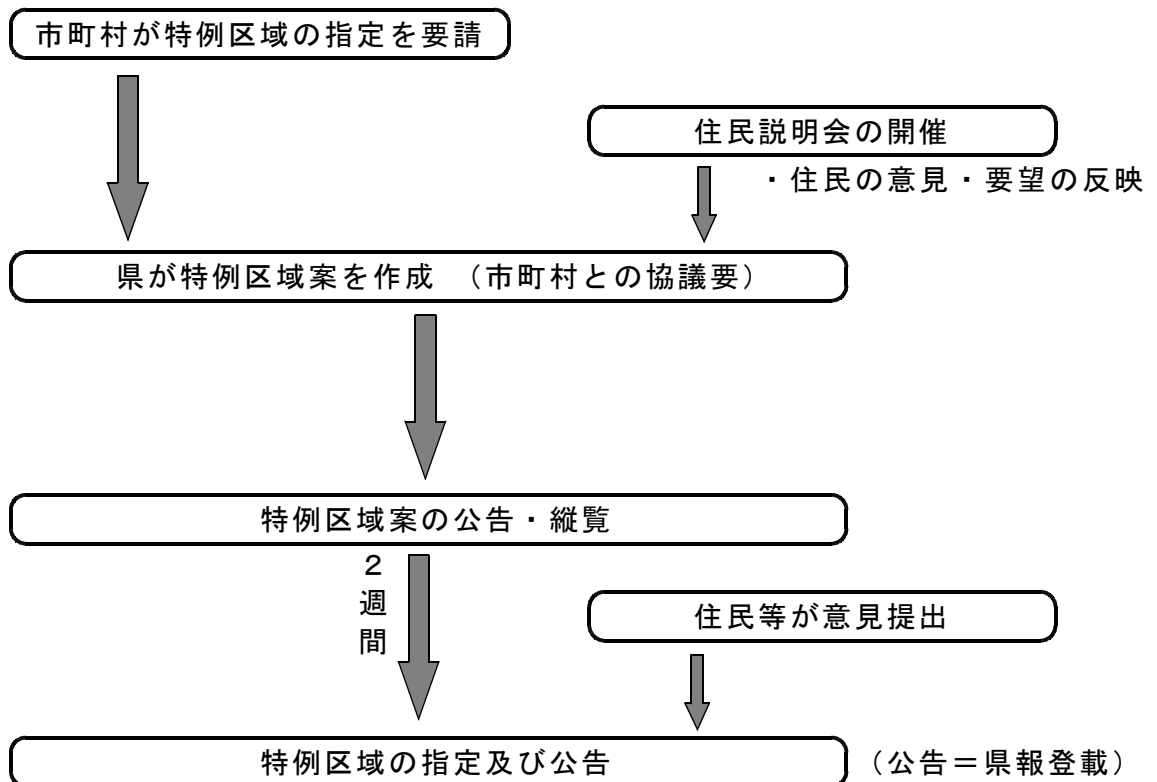 市町村が特例区域の指定を要請
住民説明会の開催
・住民の意見・要望の反映
県が特例区域案を作成　（市町村との協議要）
特例区域案の公告・縦覧
２週間
住民等が意見提出
特例区域の指定及び公告
（公告＝県報登載）